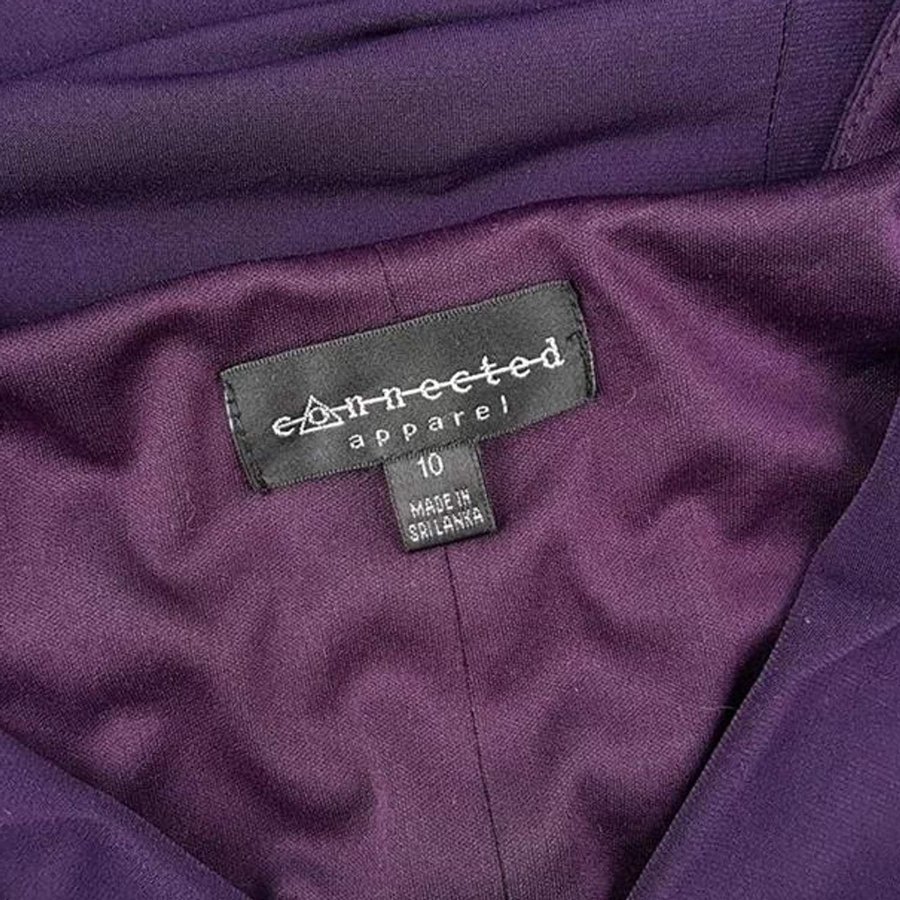 connected
apparel
10
MADE IN
SRI LANKA